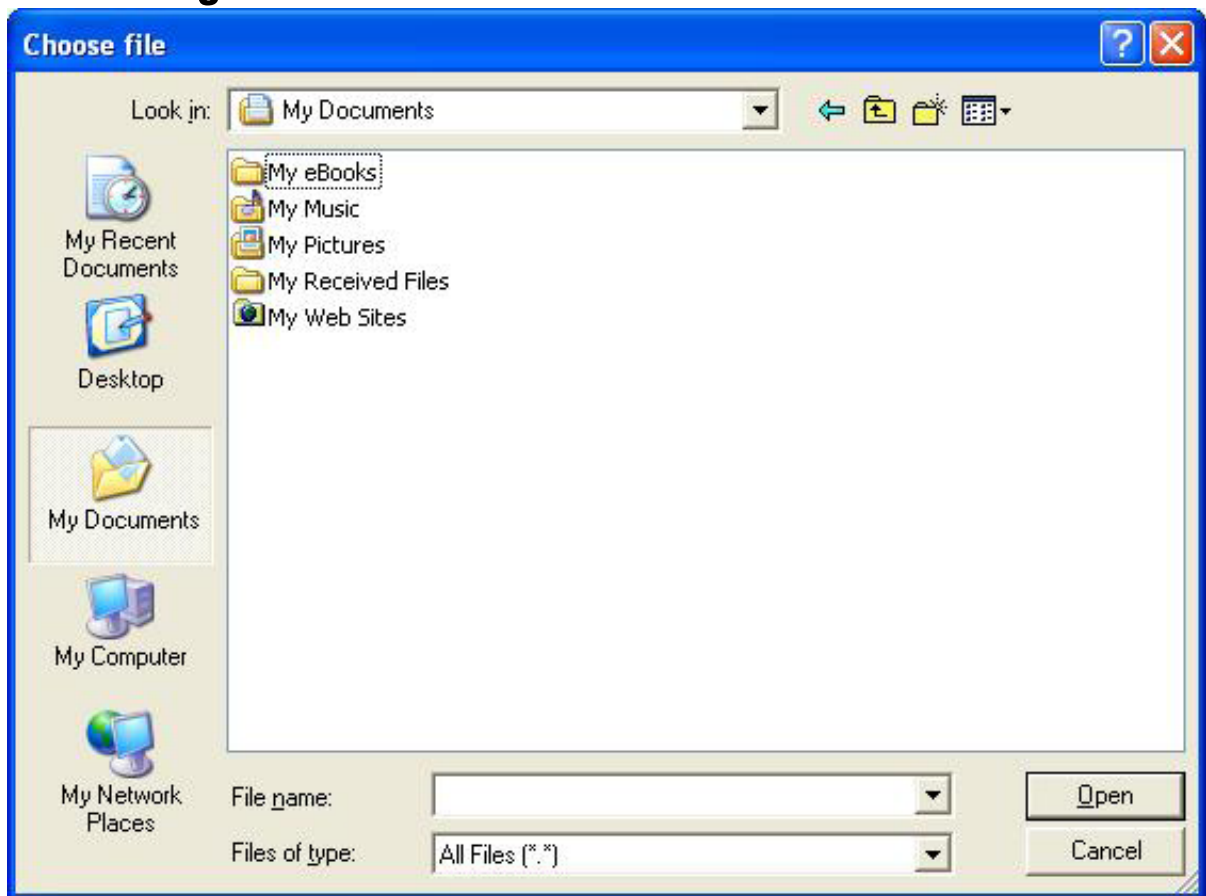 Choose file
?
Look in:
My Documents
My eBooks
My Music
My Pictures
My Received Files
My Web Sites
My Recent
Documents
Desktop
My Documents
My Computer
My Network
Places
File name:
Open
Files of type:
All Files (*.*)
Cancel